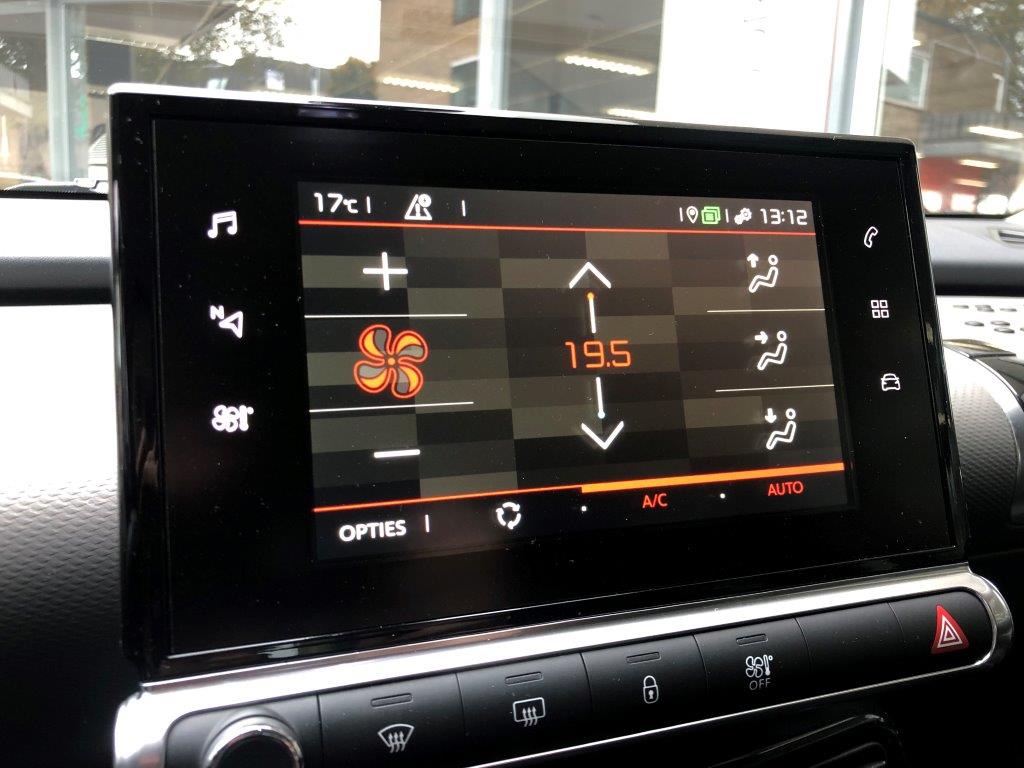 17°C
13:12
N
19.5
A/C
AUTO
OPTIES
OFF